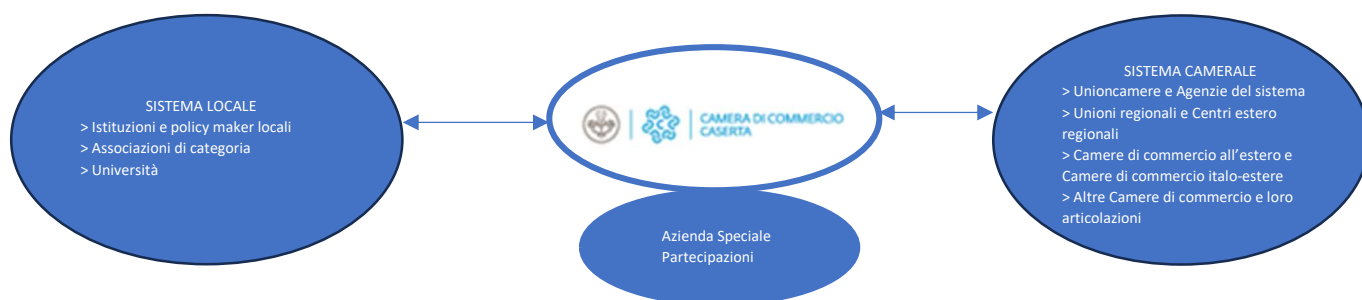 SISTEMA LOCALE
> Istituzioni e policy maker locali
> Associazioni di categoria
> Università
CAMERA DI COMMERCIO
CASERTA
Azienda Speciale
Partecipazioni
SISTEMA CAMERALE
> Unioncamere e Agenzie del sistema
> Unioni regionali e Centri estero
regionali
> Camere di commercio all’estero e
Camere di commercio italo-estere
> Altre Camere di commercio e loro
articolazioni